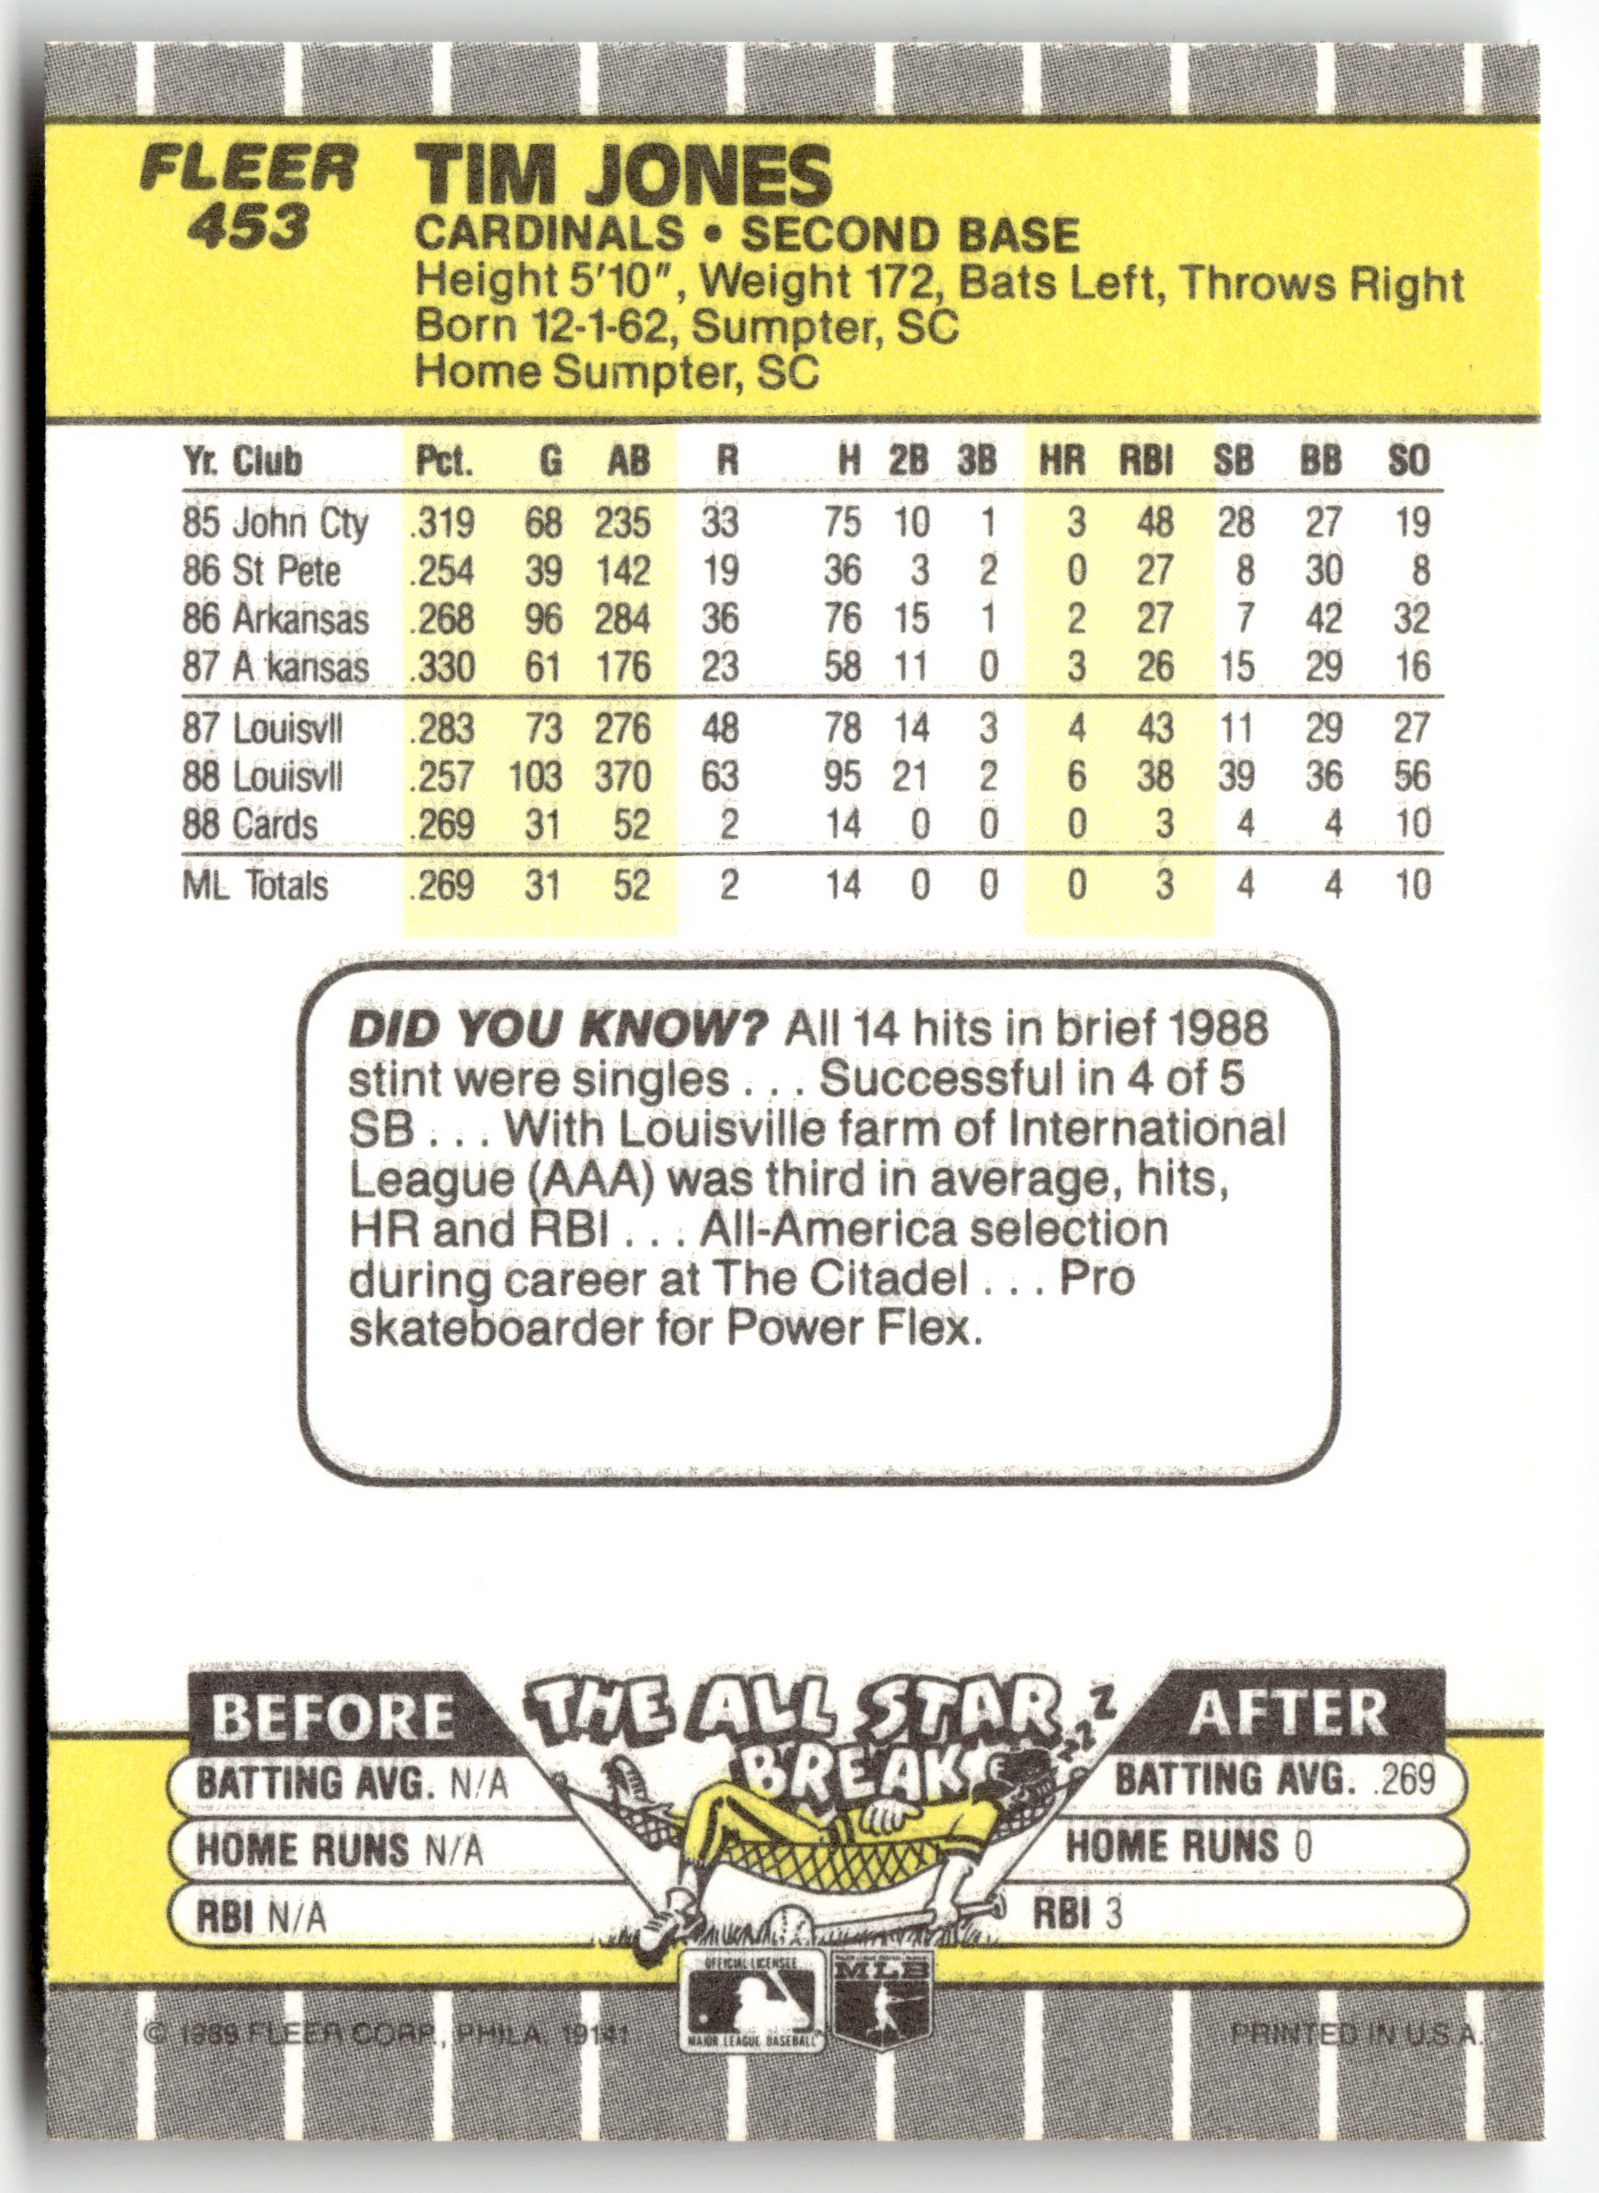 FLEER
453
TIM JONES
CARDINALS • SECOND BASE
Height 5'10", Weight 172, Bats Left, Throws Right
Born 12-1-62, Sumpter, SC
Home Sumpter, SC
Yr. Club Pct. G AB R H 2B 3B HR RBI SB BB SO
85 John Cty .319 68 235 33 75 10 1 3 48 28 27 19
86 St Pete .254 39 142 19 36 3 2 0 27 8 30 8
86 Arkansas .268 96 284 36 76 15 1 2 27 7 42 32
87 A kansas .330 61 176 23 58 11 0 3 26 15 29 16
87 Louisvll .283 73 276 48 78 14 3 4 43 11 29 27
88 Louisvll .257 103 370 63 95 21 2 6 38 39 36 56
88 Cards .269 31 52 2 14 0 0 0 3 4 4 10
ML Totals .269 31 52 2 14 0 0 0 3 4 4 10
DID YOU KNOW? All 14 hits in brief 1988
stint were singles . . . Successful in 4 of 5
SB . . . With Louisville farm of International
League (AAA) was third in average, hits,
HR and RBI . . . All-America selection
during career at The Citadel . . . Pro
skateboarder for Power Flex.
BEFORE THE ALL STAR BREAK AFTER
ZZZZ
BATTING AVG. N/A BATTING AVG. .269
HOME RUNS N/A HOME RUNS 0
RBI N/A RBI 3
OFFICIAL LICENSEE
MAJOR LEAGUE BASEBALL
MLB
© 1989 FLEER CORP., PHILA. 19141 PRINTED IN U.S.A.